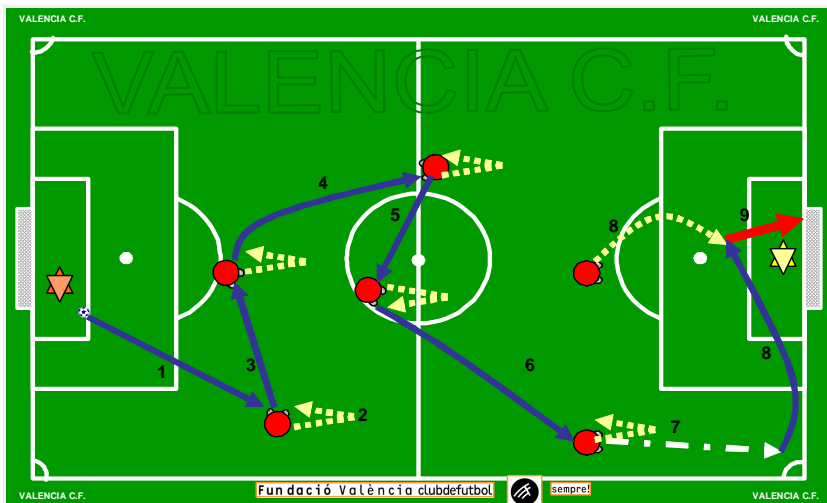 VALENCIA C.F.
VALENCIA C.F.
VALENCIA C.F.
4
5
8
9
3
1
2
6
7
8
VALENCIA C.F.
Fundació València clubdefutbol
sempre!
VALENCIA C.F.